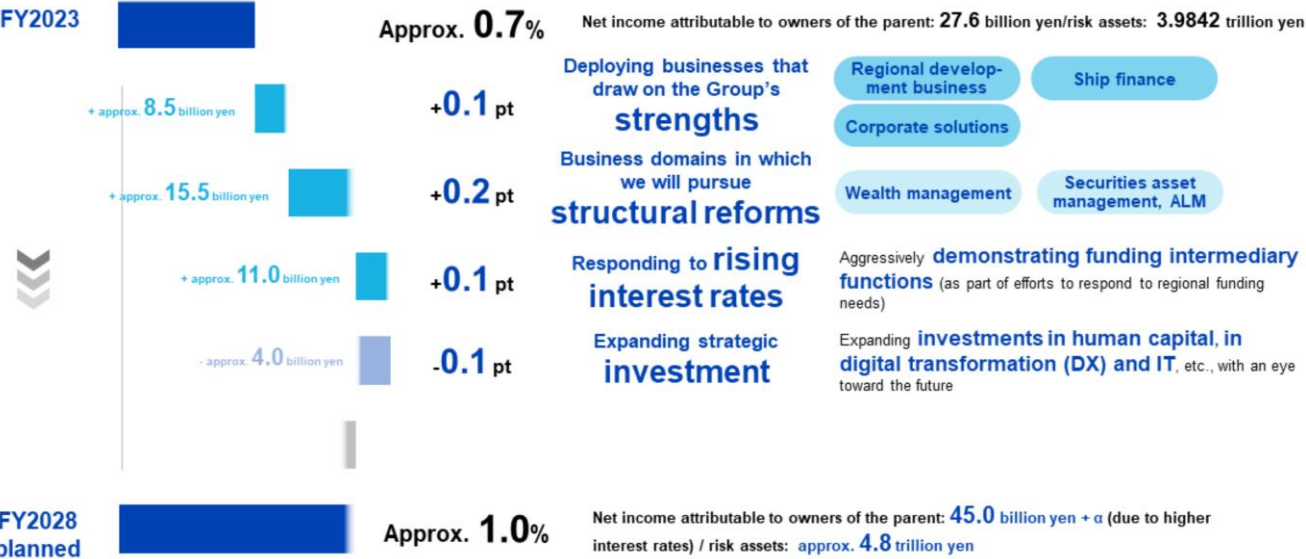 FY2023
Approx. 0.7%
Net income attributable to owners of the parent: 27.6 billion yen/risk assets: 3.9842 trillion yen
+ approx. 8.5 billion yen
+0.1 pt
Deploying businesses that
draw on the Group's
strengths
Regional develop-
ment business
Ship finance
Corporate solutions
+ approx. 15.5 billion yen
+0.2 pt
Business domains in which
we will pursue
structural reforms
Wealth management
Securities asset
management, ALM
+ approx. 11.0 billion yen
+0.1 pt
Responding to rising
interest rates
Aggressively demonstrating funding intermediary
functions (as part of efforts to respond to regional funding
needs)
- approx. 4.0 billion yen
-0.1 pt
Expanding strategic
investment
Expanding investments in human capital, in
digital transformation (DX) and IT, etc., with an eye
toward the future
FY2028
planned
Approx. 1.0%
Net income attributable to owners of the parent: 45.0 billion yen + α (due to higher
interest rates) / risk assets: approx. 4.8 trillion yen